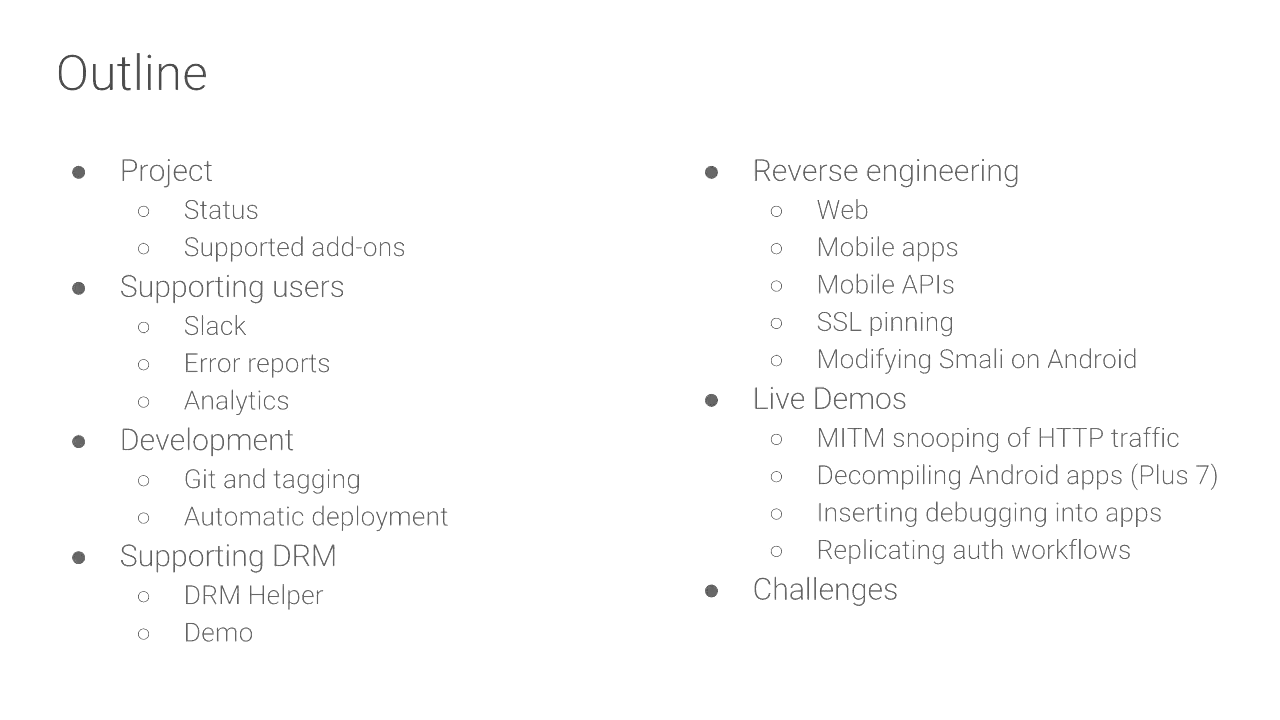 Outline
● Project
○ Status
○ Supported add-ons
● Supporting users
○ Slack
○ Error reports
○ Analytics
● Development
○ Git and tagging
○ Automatic deployment
● Supporting DRM
○ DRM Helper
○ Demo
● Reverse engineering
○ Web
○ Mobile apps
○ Mobile APIs
○ SSL pinning
○ Modifying Smali on Android
● Live Demos
○ MITM snooping of HTTP traffic
○ Decompiling Android apps (Plus 7)
○ Inserting debugging into apps
○ Replicating auth workflows
● Challenges